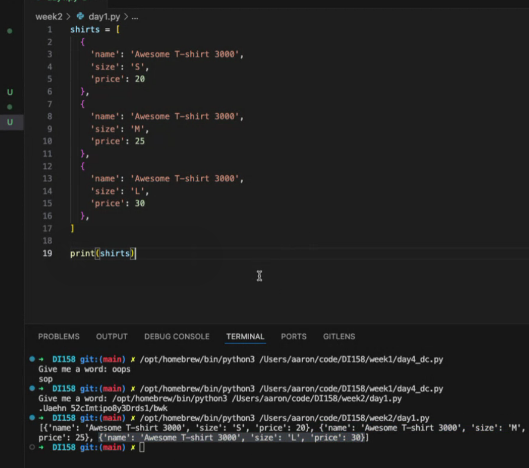 week2 > day1.py > ...
1 shirts = [
2 {
3 'name': 'Awesome T-shirt 3000',
4 'size': 'S',
5 'price': 20
6 },
7 {
8 'name': 'Awesome T-shirt 3000',
9 'size': 'M',
10 'price': 25
11 },
12 {
13 'name': 'Awesome T-shirt 3000',
14 'size': 'L',
15 'price': 30
16 },
17 ]
18
19 print(shirts)
U
U
PROBLEMS OUTPUT DEBUG CONSOLE TERMINAL PORTS GITLENS
➜ DI158 git:(main) ✗ /opt/homebrew/bin/python3 /Users/aaron/code/DI158/week1/day4_dc.py
Give me a word: oops
sop
➜ DI158 git:(main) ✗ /opt/homebrew/bin/python3 /Users/aaron/code/DI158/week1/day4_dc.py
Give me a word: /opt/homebrew/bin/python3 /Users/aaron/code/DI158/week2/day1.py
.Uaehn 52cImtipo8y3Drds1/bwk
➜ DI158 git:(main) ✗ /opt/homebrew/bin/python3 /Users/aaron/code/DI158/week2/day1.py
[{'name': 'Awesome T-shirt 3000', 'size': 'S', 'price': 20}, {'name': 'Awesome T-shirt 3000', 'size': 'M',
price': 25}, {'name': 'Awesome T-shirt 3000', 'size': 'L', 'price': 30}]
➜ DI158 git:(main) ✗